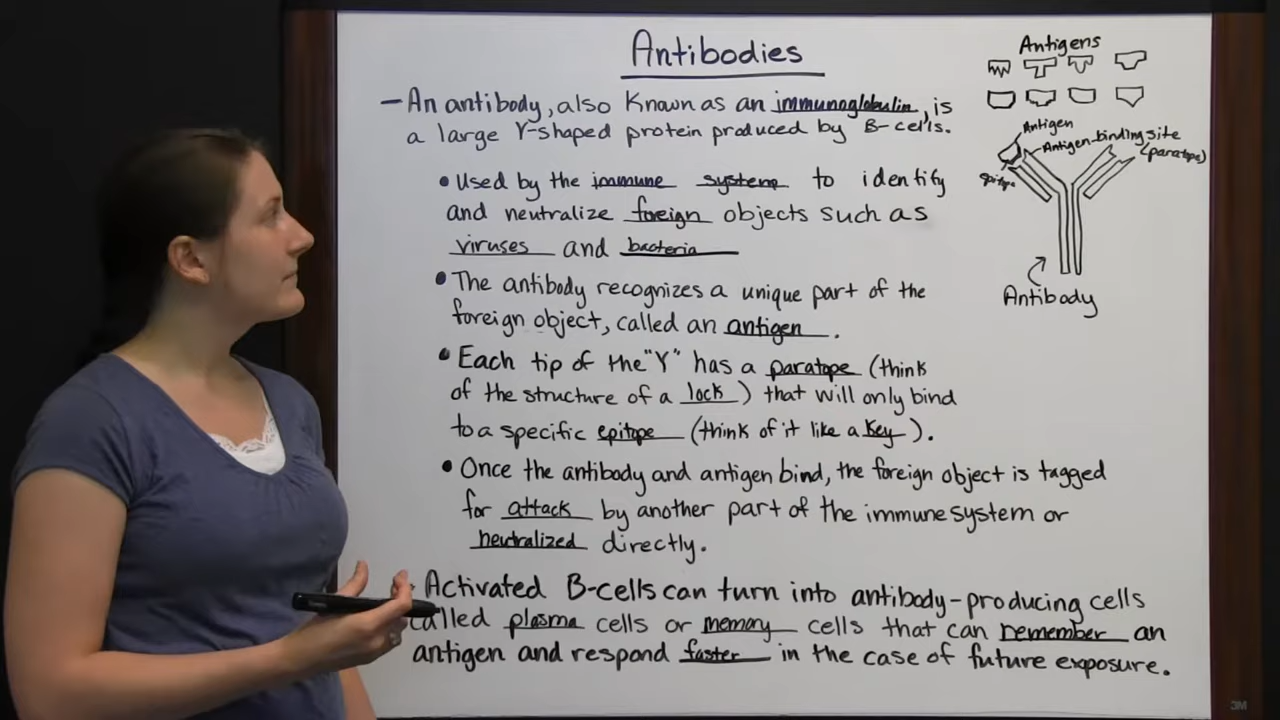 Antibodies
- An antibody, also known as an immunoglobulin, is
a large Y-shaped protein produced by B-cells.
• Used by the immune system to identify
and neutralize foreign objects such as
viruses and bacteria
• The antibody recognizes a unique part of the
foreign object, called an antigen.
• Each tip of the "Y" has a paratope (think
of the structure of a lock) that will only bind
to a specific epitope (think of it like a key).
• Once the antibody and antigen bind, the foreign object is tagged
for attack by another part of the immune system or
neutralized directly.
- Activated B-cells can turn into antibody-producing cells
called plasma cells or memory cells that can remember an
antigen and respond faster in the case of future exposure.
Antigens
Antigen
Antigen-binding site
(paratope)
epitope
Antibody
3M